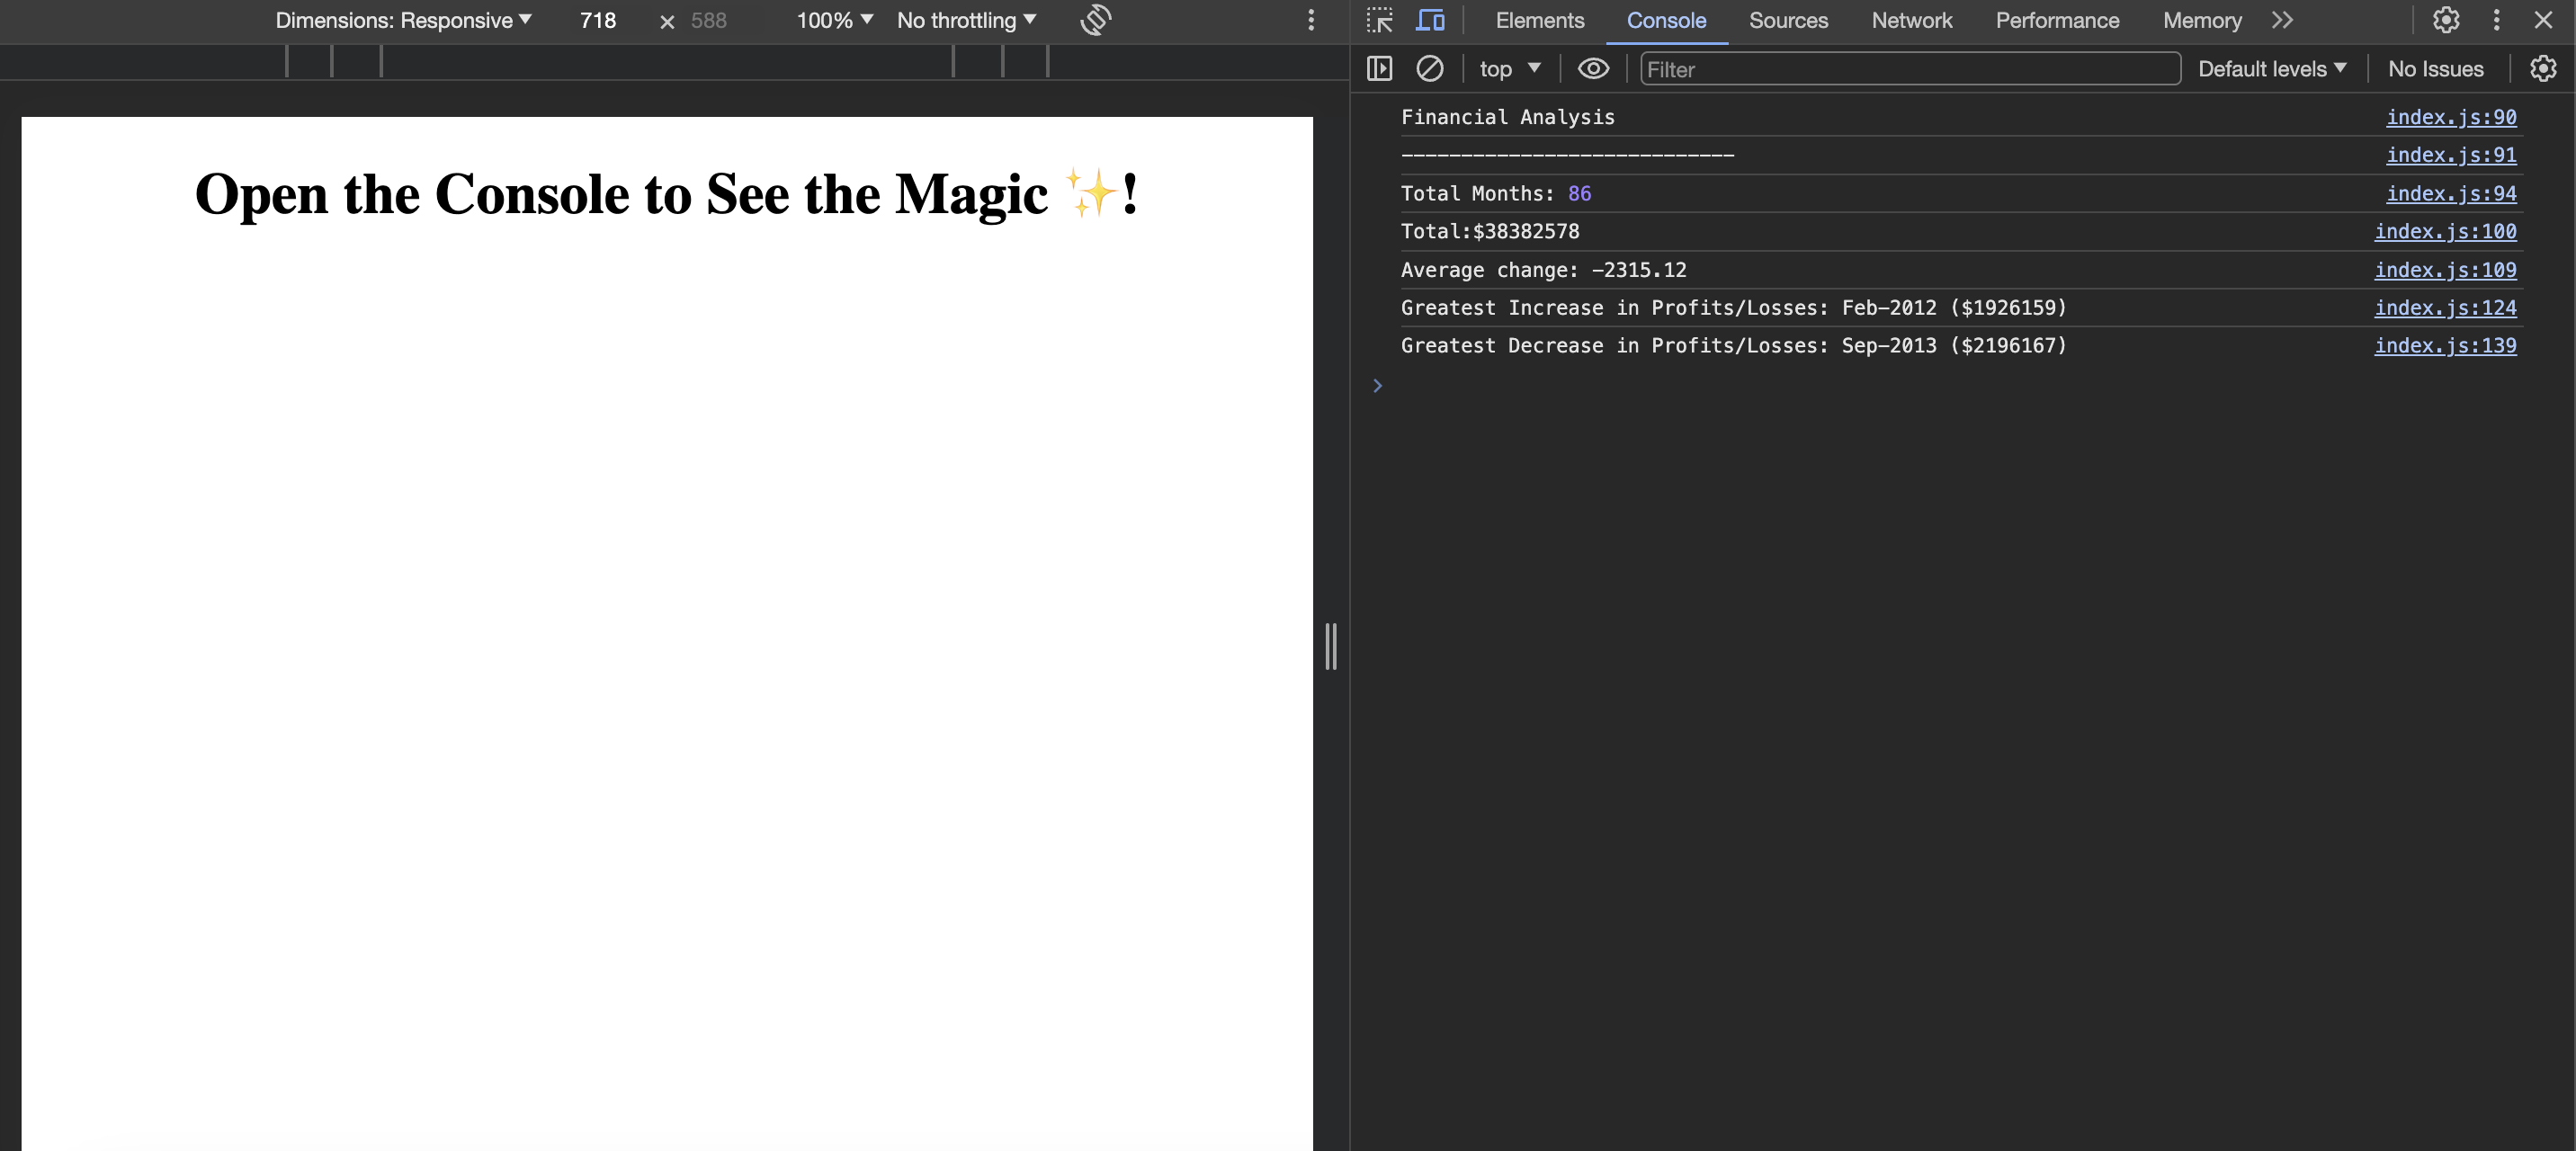 Dimensions: Responsive ▼ 718 × 588 100% ▼ No throttling ▼
Elements Console Sources Network Performance Memory
top ▼ Filter Default levels ▼ No Issues
Open the Console to See the Magic ✨!
Financial Analysis index.js:90
---------------------------- index.js:91
Total Months: 86 index.js:94
Total:$38382578 index.js:100
Average change: -2315.12 index.js:109
Greatest Increase in Profits/Losses: Feb-2012 ($1926159) index.js:124
Greatest Decrease in Profits/Losses: Sep-2013 ($2196167) index.js:139